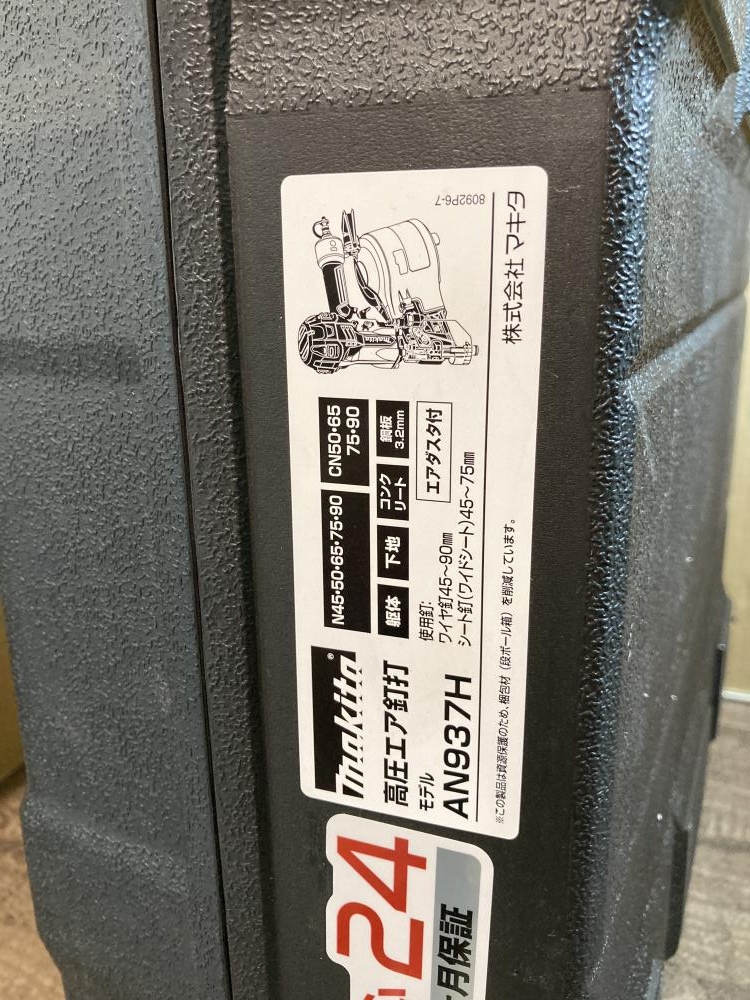 makita®
高圧エア釘打
モデル
AN937H
N45・50・65・75・90
CN50・65
75・90
躯体
下地
コンク
リート
鋼板
3.2mm
使用釘:
ワイヤ釘45～90㎜
シート釘(ワイドシート)45～75㎜
エアダスタ付
makita
※この製品は資源保護のため、梱包材（段ボール箱）を削減しています。
株式会社マキタ
8092P6-7
24
月保証